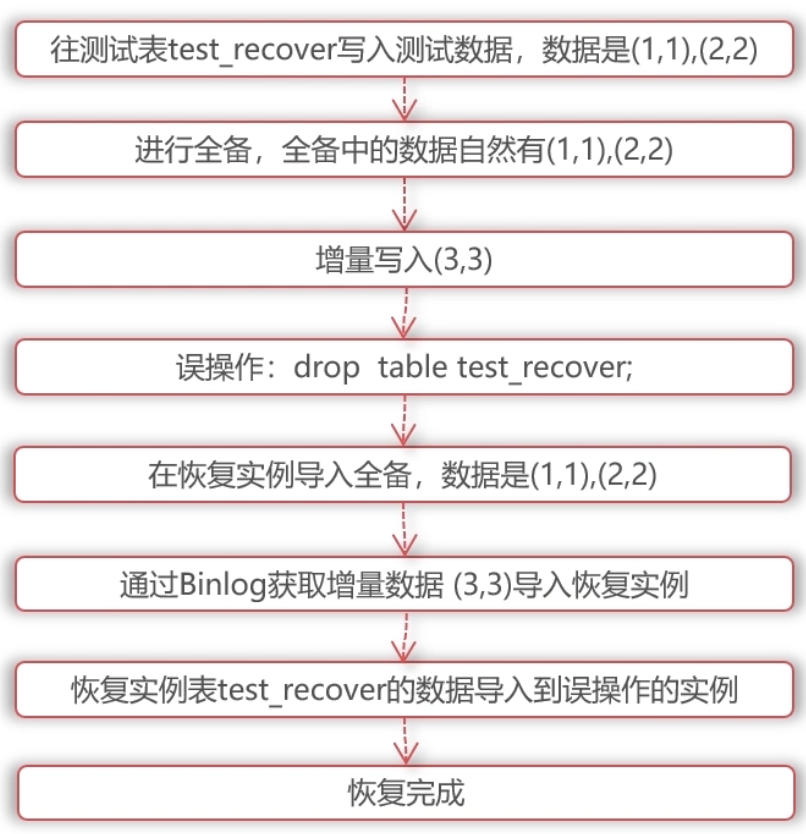 往测试表test_recover写入测试数据，数据是(1,1),(2,2)
进行全备，全备中的数据自然有(1,1),(2,2)
增量写入(3,3)
误操作：drop  table test_recover;
在恢复实例导入全备，数据是(1,1),(2,2)
通过Binlog获取增量数据 (3,3)导入恢复实例
恢复实例表test_recover的数据导入到误操作的实例
恢复完成